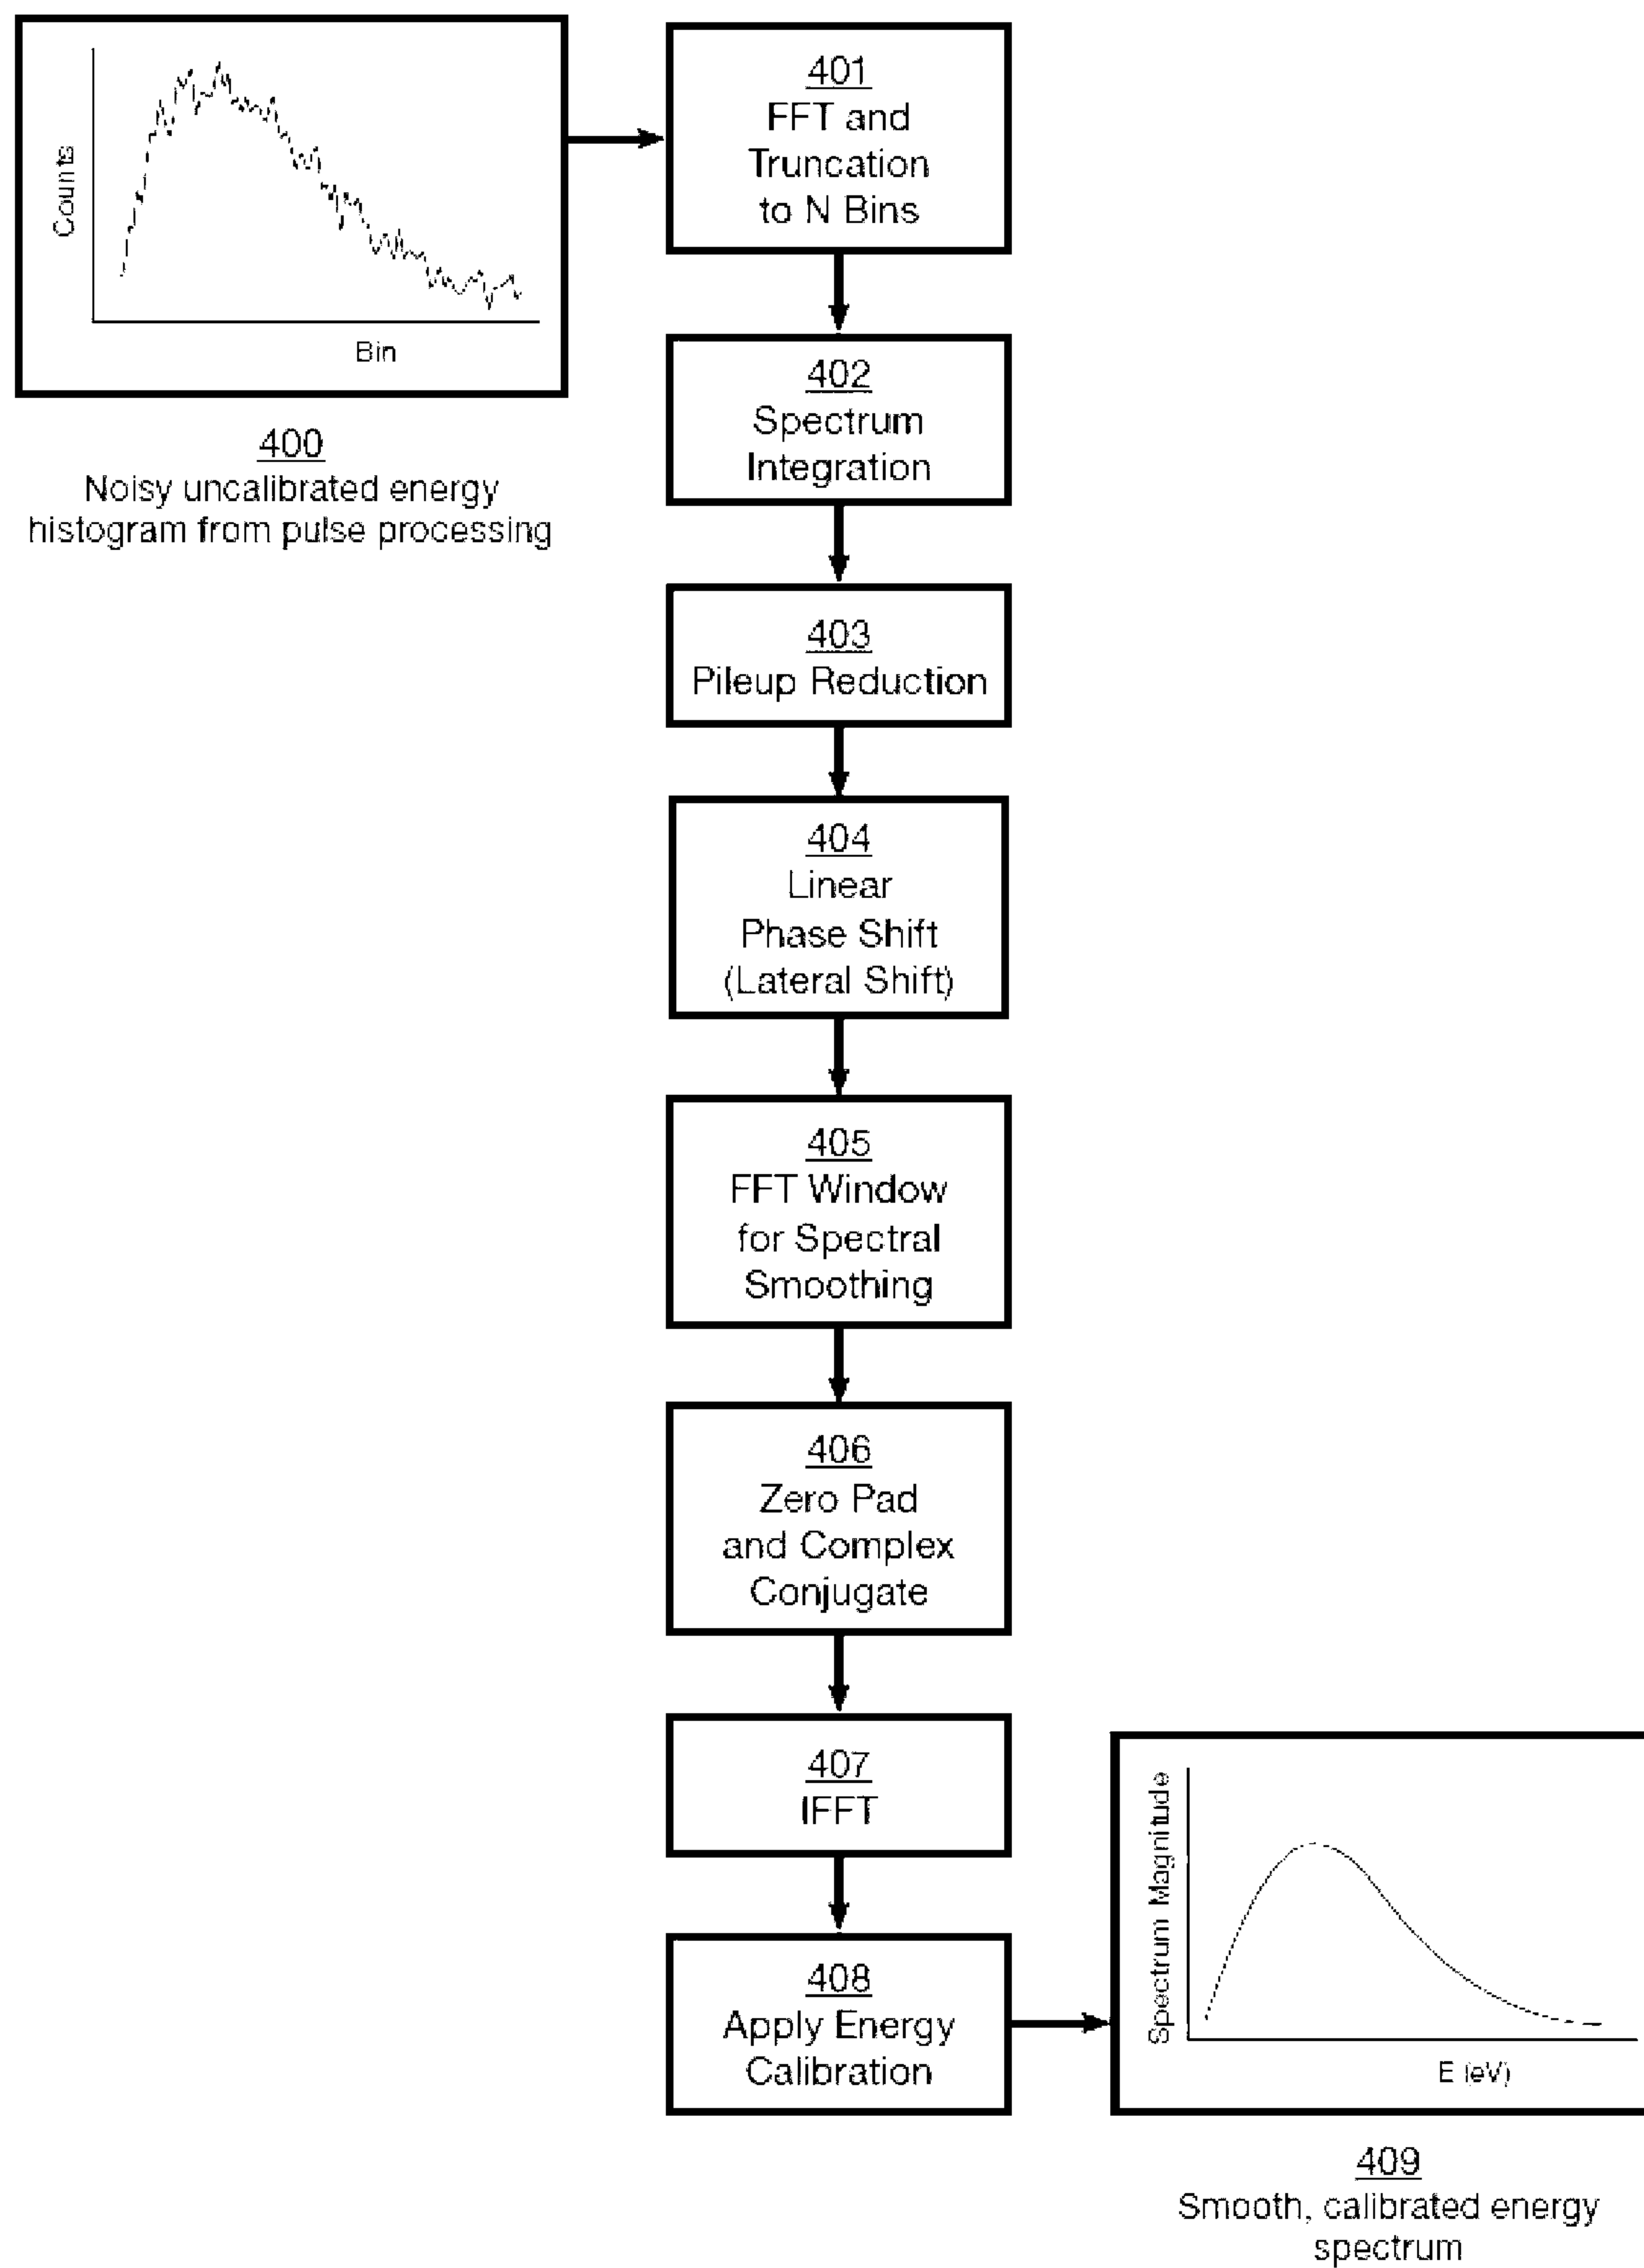 Counts
Bin
400
Noisy uncalibrated energy
histogram from pulse processing
401
FFT and
Truncation
to N Bins
402
Spectrum
Integration
403
Pileup Reduction
404
Linear
Phase Shift
(Lateral Shift)
405
FFT Window
for Spectral
Smoothing
406
Zero Pad
and Complex
Conjugate
407
IFFT
408
Apply Energy
Calibration
Spectrum Magnitude
E (eV)
409
Smooth, calibrated energy
spectrum